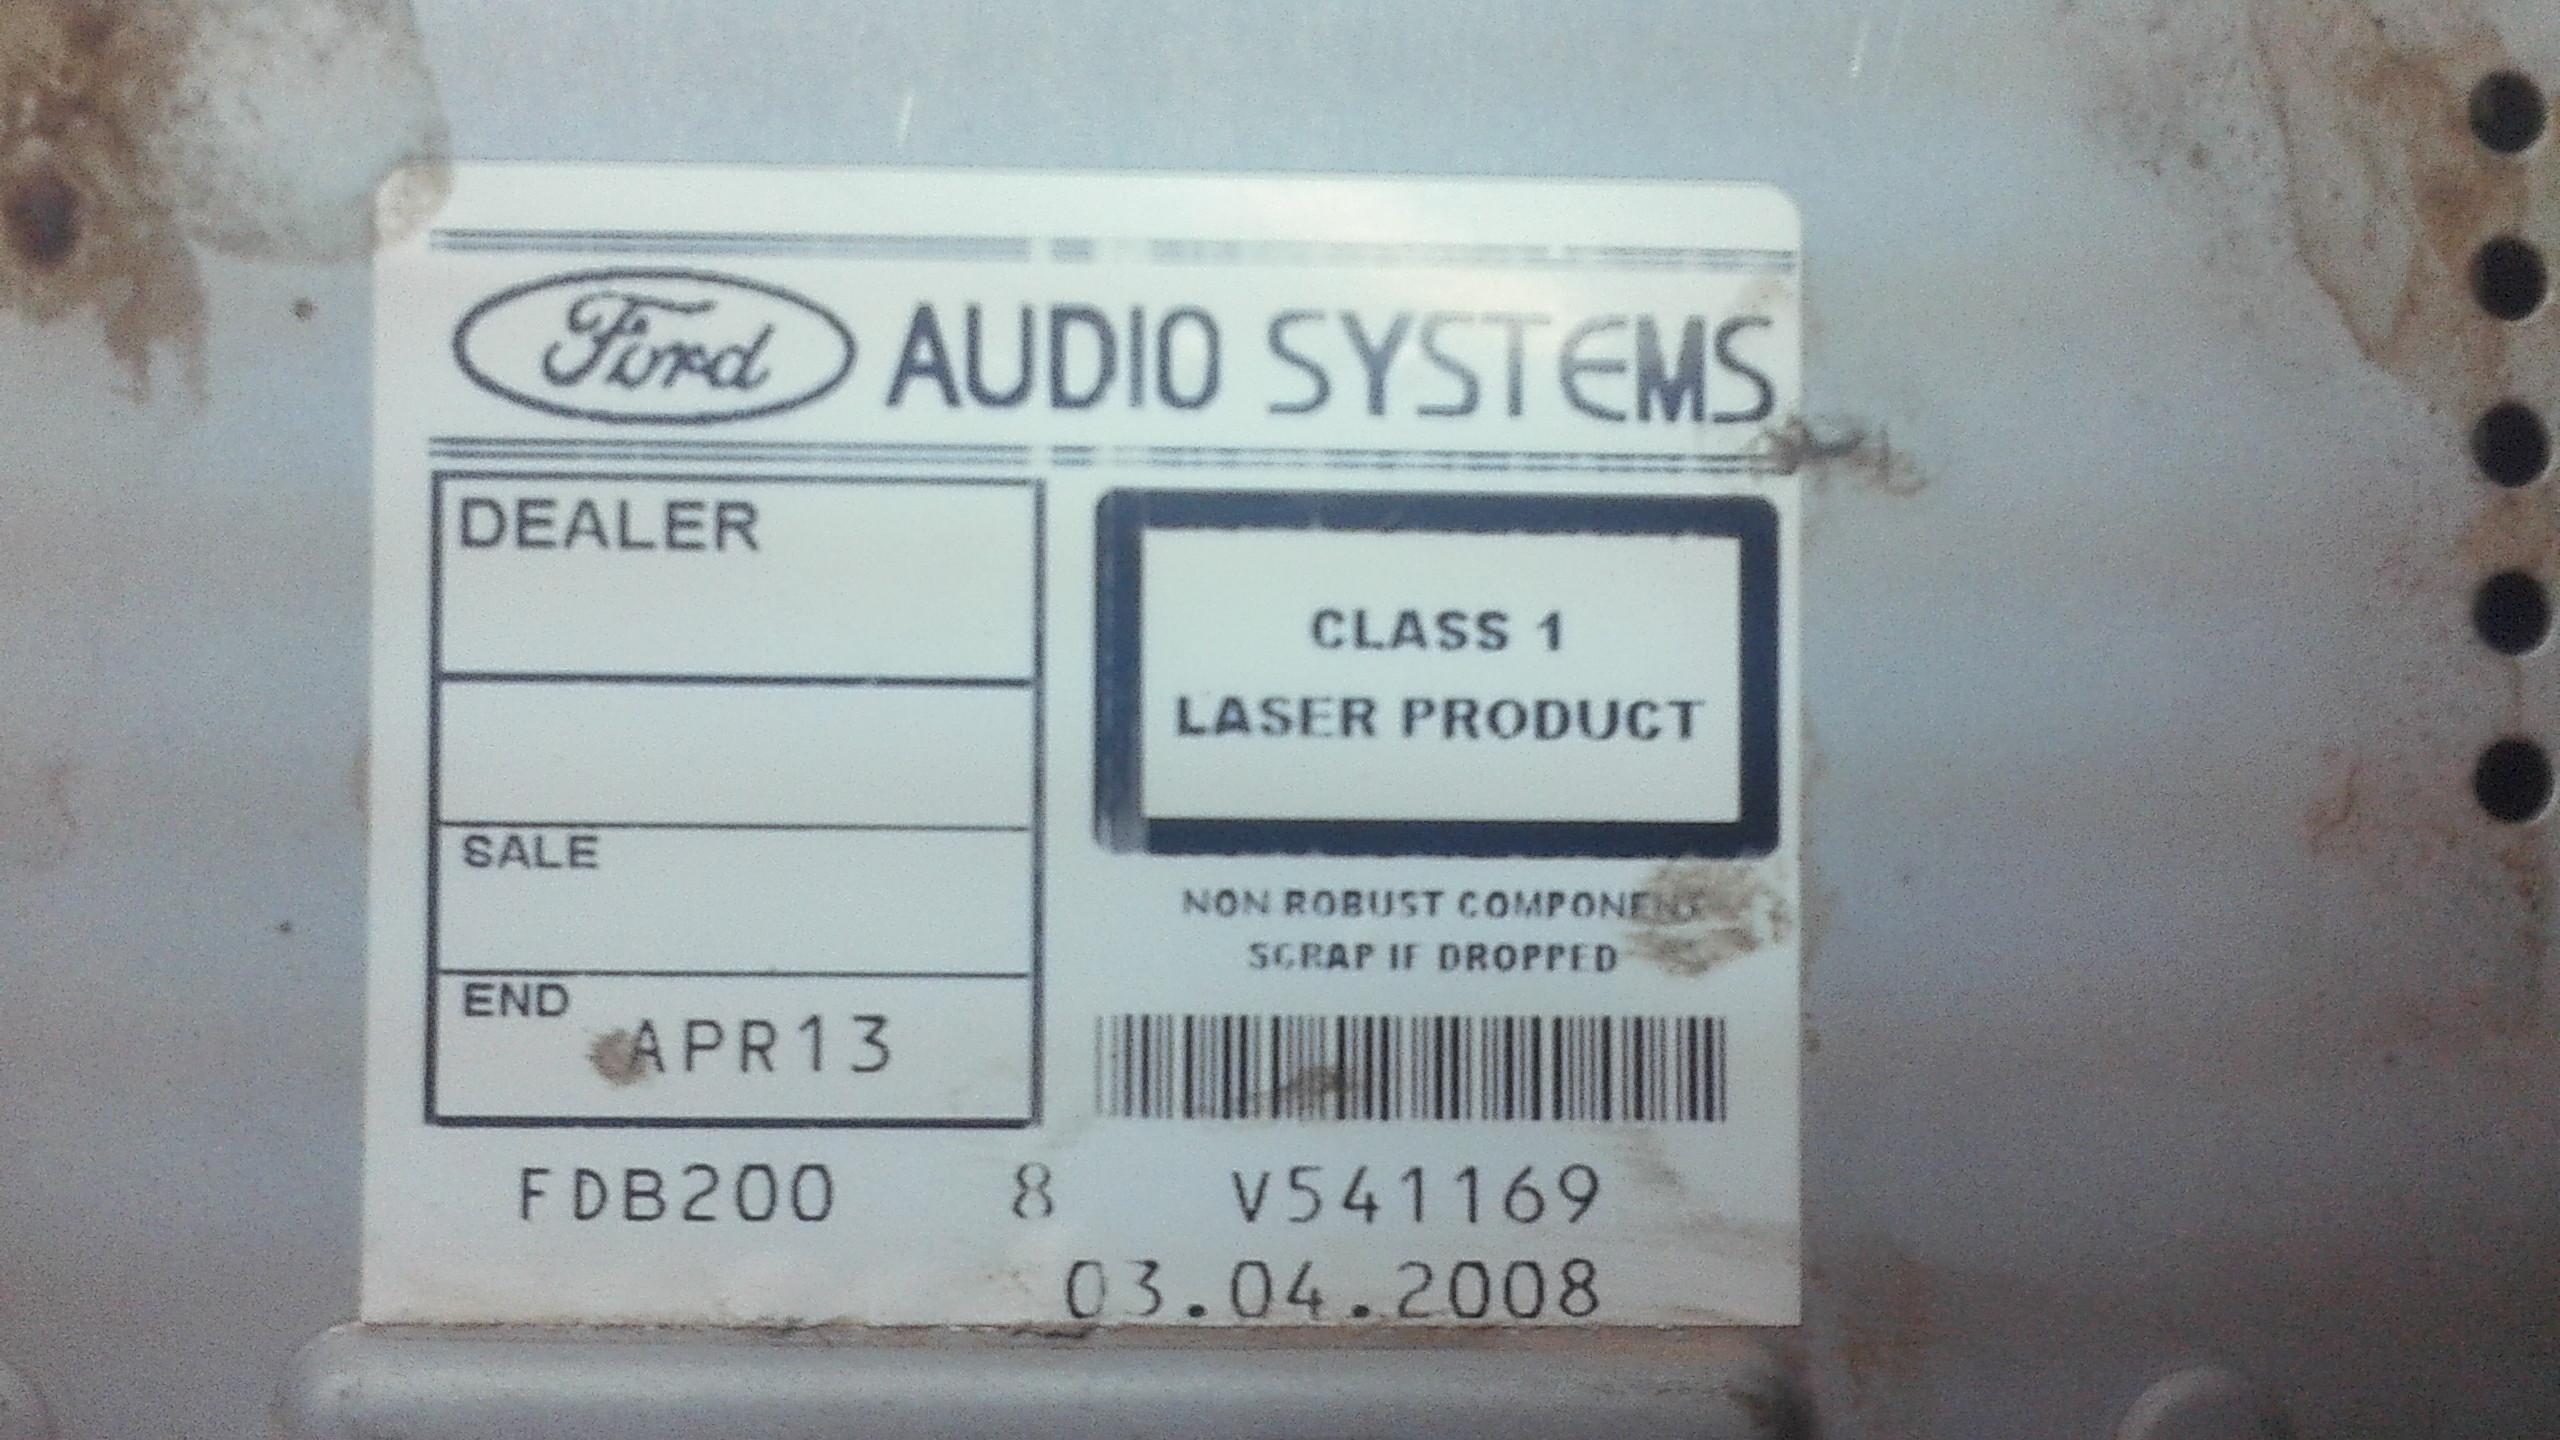 Ford AUDIO SYSTEMS
DEALER
SALE
END
APR13
CLASS 1
LASER PRODUCT
NON ROBUST COMPONENT
SCRAP IF DROPPED
FDB200 8 V541169
03.04.2008